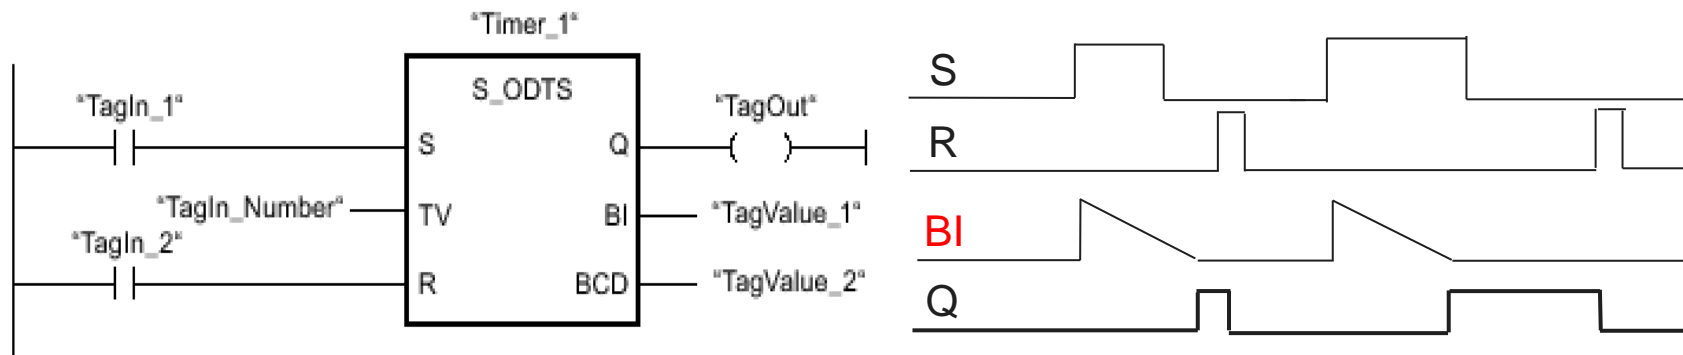 "Timer_1"
S_ODTS
"TagIn_1"
"TagOut"
S
Q
"TagIn_Number"
TV
BI
"TagValue_1"
"TagIn_2"
R
BCD
"TagValue_2"
S
R
BI
Q